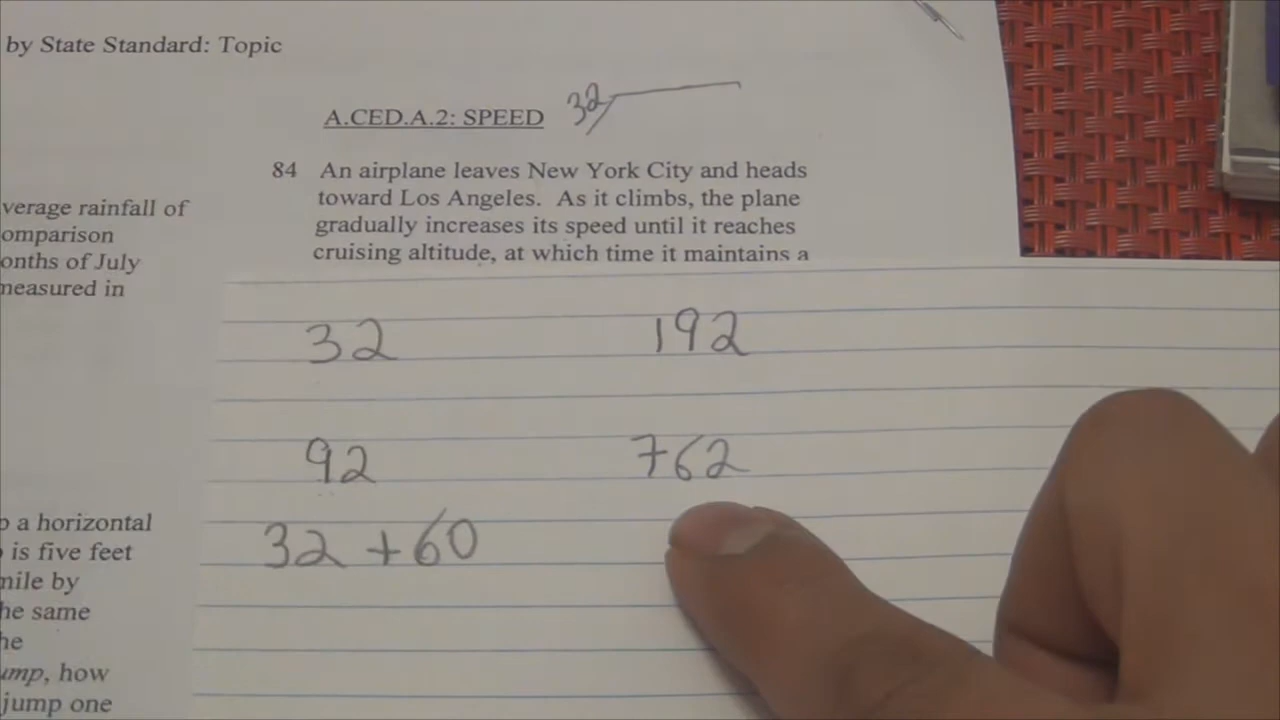 by State Standard: Topic
A.CED.A.2: SPEED
32
84 An airplane leaves New York City and heads
toward Los Angeles. As it climbs, the plane
gradually increases its speed until it reaches
cruising altitude, at which time it maintains a
verage rainfall of
omparison
onths of July
measured in
32 192
92 762
32 + 60
a horizontal
is five feet
mile by
he same
he
ump, how
jump one